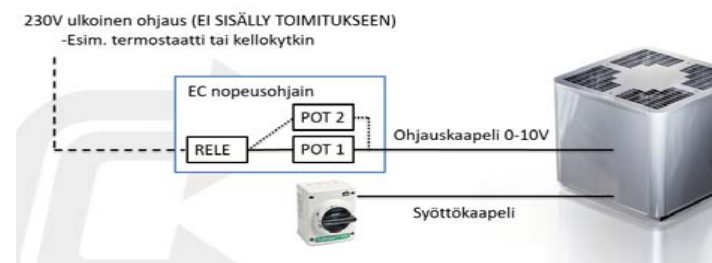 230V ulkoinen ohjaus (EI SISÄLLY TOIMITUKSEEN)
-Esim. termostaatti tai kellokytkin
EC nopeusohjain
POT 2
RELE
POT 1
Ohjauskaapeli 0-10V
Syöttökaapeli